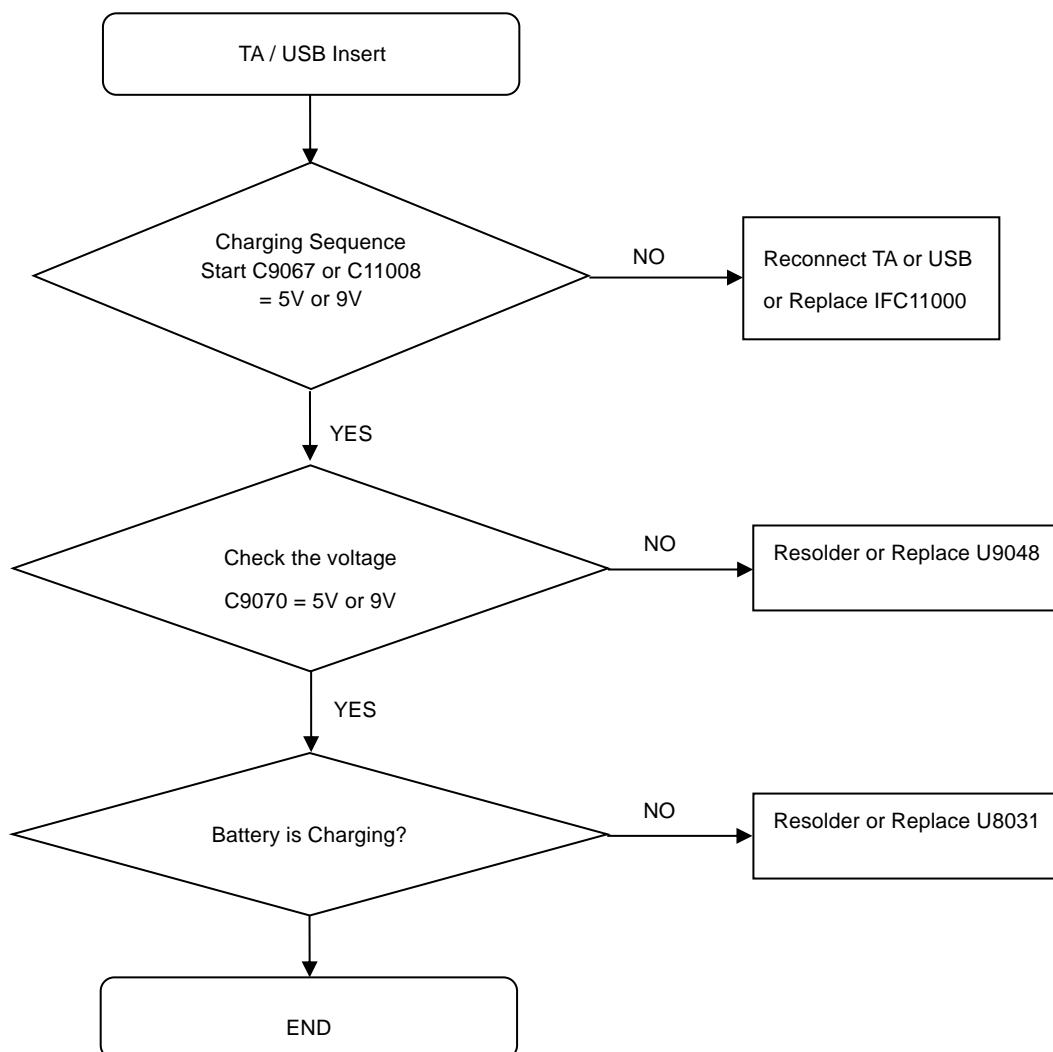 TA / USB Insert
Charging Sequence
Start C9067 or C11008
= 5V or 9V
NO
Reconnect TA or USB
or Replace IFC11000
YES
Check the voltage
C9070 = 5V or 9V
NO
Resolder or Replace U9048
YES
Battery is Charging?
NO
Resolder or Replace U8031
END